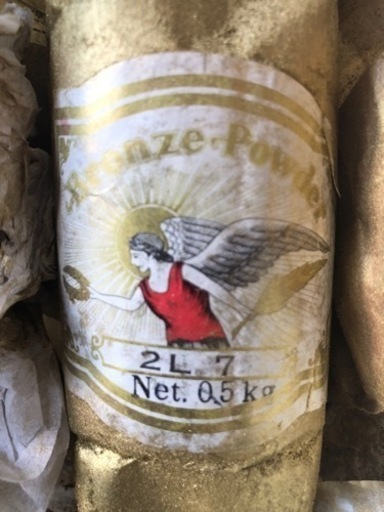 Bronze-Powder
2L 7
Net. 0,5 kg